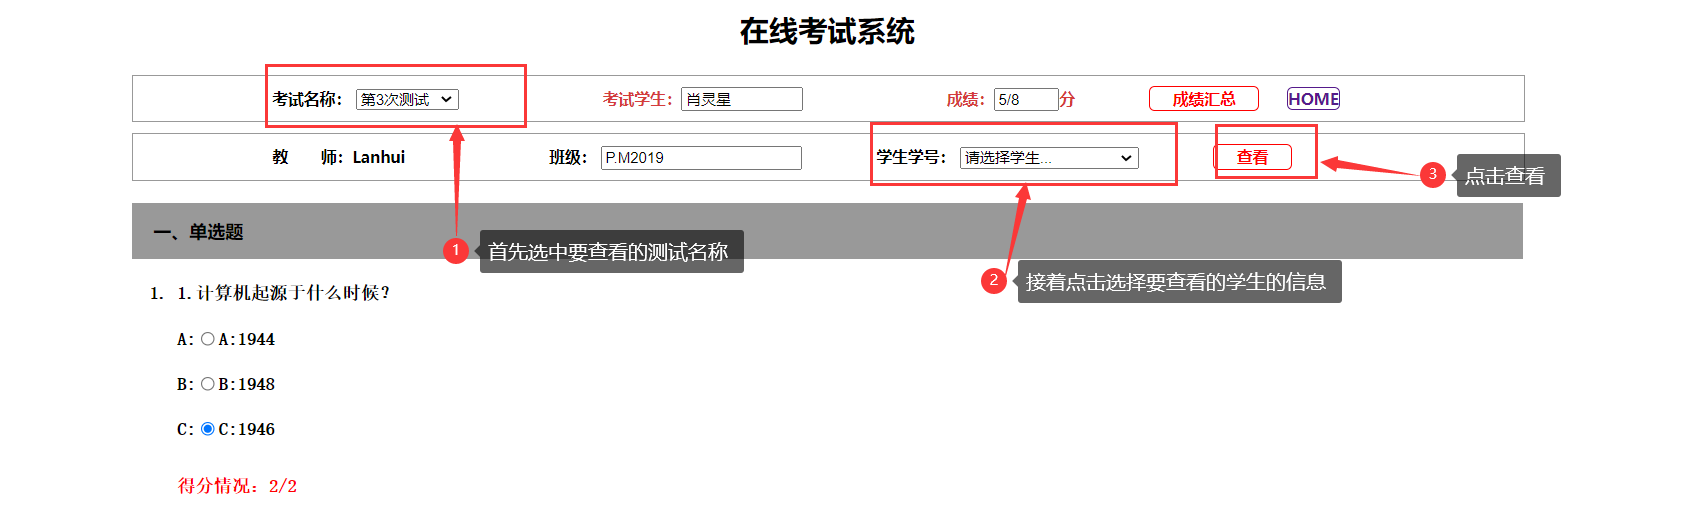 在线考试系统
考试名称： 第3次测试 考试学生： 肖灵星 成绩： 5/8 分 成绩汇总 HOME
教 师：Lanhui 班级： P.M2019 学生学号： 请选择学生... 查看
3 点击查看
一、单选题
1 首先选中要查看的测试名称
2 接着点击选择要查看的学生的信息
1. 1.计算机起源于什么时候？
A: A:1944
B: B:1948
C: C:1946
得分情况：2/2